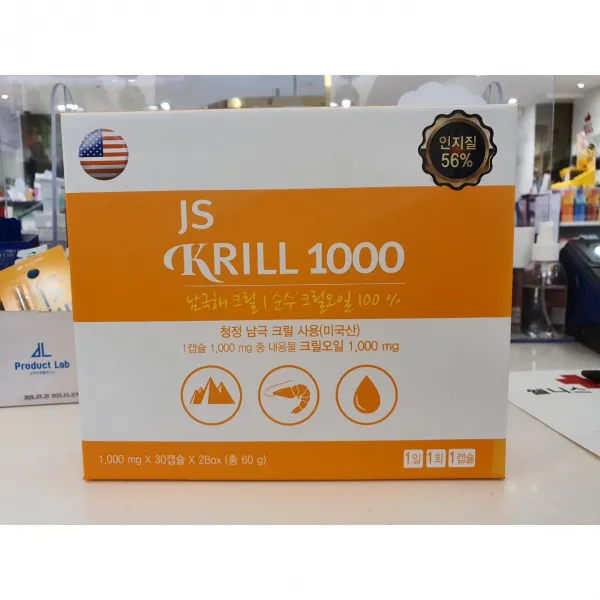 인지질
56%
JS
KRILL 1000
남극해 크릴 | 순수 크릴오일 100 %
청정 남극 크릴 사용(미국산)
1캡슐 1,000 mg 중 내용물 크릴오일 1,000 mg
1,000 mg X 30캡슐 X 2Box (총 60 g)
1일 1회 1캡슐
Product Lab
웰니스